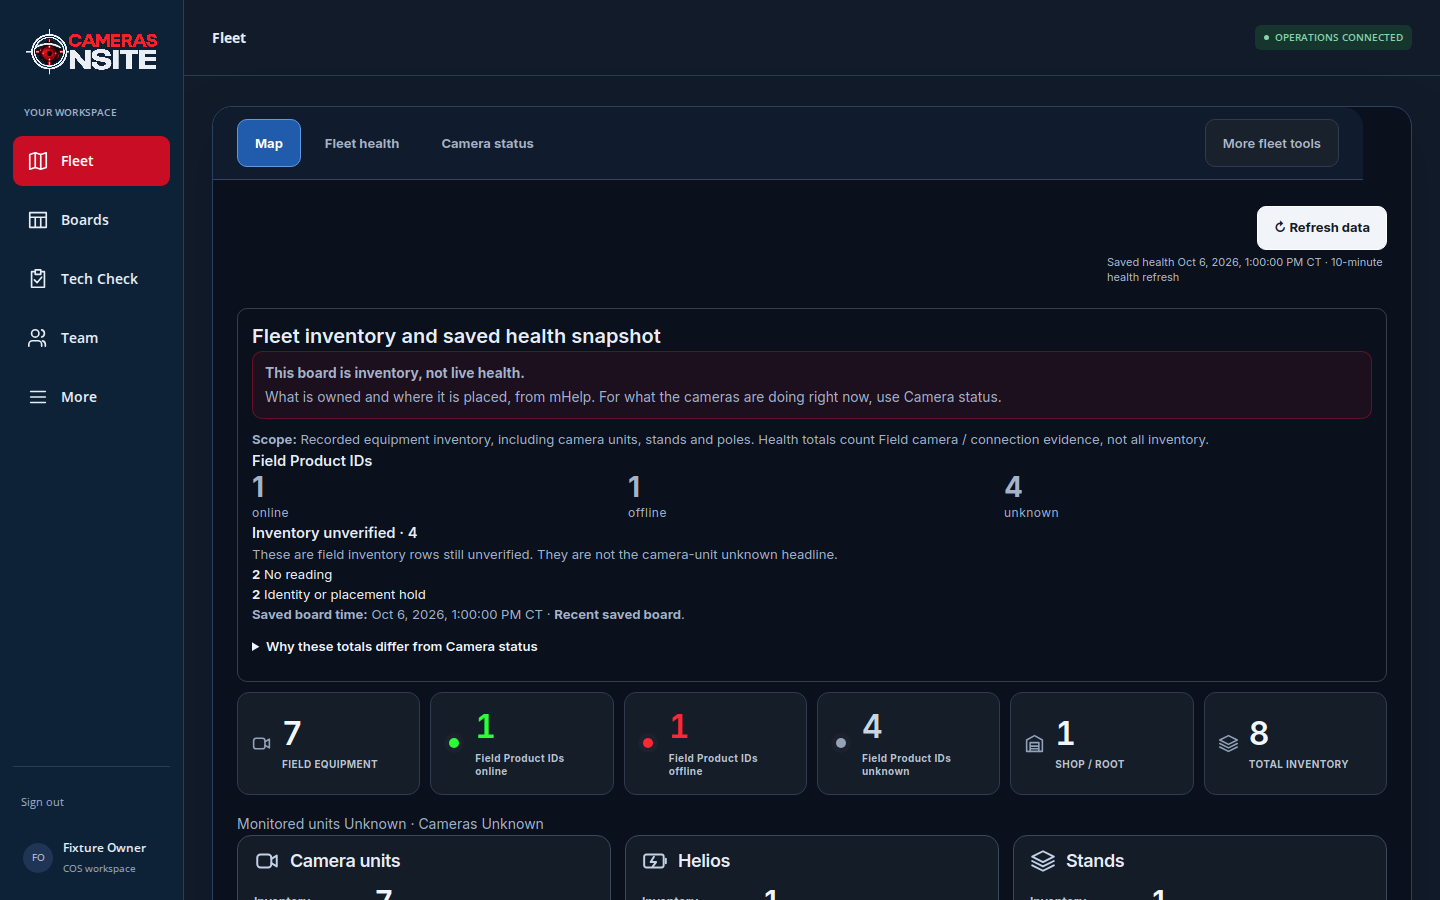 CAMERAS
NSITE
YOUR WORKSPACE
Fleet
Boards
Tech Check
Team
More
Sign out
FO
Fixture Owner
COS workspace
Fleet
OPERATIONS CONNECTED
Map
Fleet health
Camera status
More fleet tools
↻ Refresh data
Saved health Oct 6, 2026, 1:00:00 PM CT · 10-minute
health refresh
Fleet inventory and saved health snapshot
This board is inventory, not live health.
What is owned and where it is placed, from mHelp. For what the cameras are doing right now, use Camera status.
Scope: Recorded equipment inventory, including camera units, stands and poles. Health totals count Field camera / connection evidence, not all inventory.
Field Product IDs
1
online
1
offline
4
unknown
Inventory unverified · 4
These are field inventory rows still unverified. They are not the camera-unit unknown headline.
2 No reading
2 Identity or placement hold
Saved board time: Oct 6, 2026, 1:00:00 PM CT · Recent saved board.
Why these totals differ from Camera status
7
FIELD EQUIPMENT
1
Field Product IDs
online
1
Field Product IDs
offline
4
Field Product IDs
unknown
1
SHOP / ROOT
8
TOTAL INVENTORY
Monitored units Unknown · Cameras Unknown
Camera units
Inventory 7
Helios
Inventory 1
Stands
Inventory 1